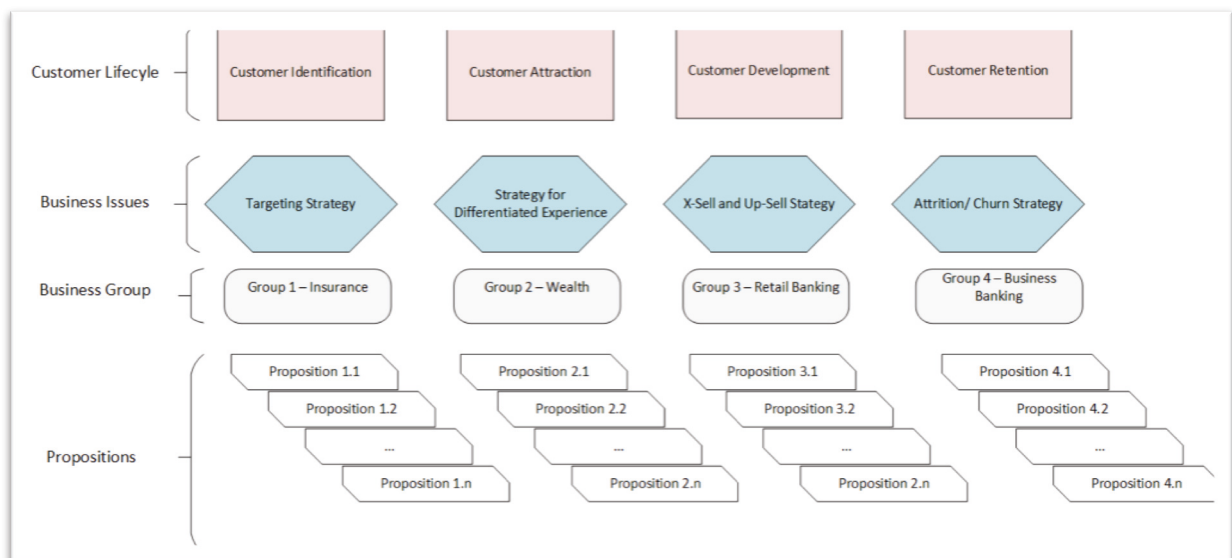 Customer Lifecyle
Customer Identification
Customer Attraction
Customer Development
Customer Retention
Business Issues
Targeting Strategy
Strategy for
Differentiated Experience
X-Sell and Up-Sell Stategy
Attrition/ Churn Strategy
Business Group
Group 1 – Insurance
Group 2 – Wealth
Group 3 – Retail Banking
Group 4 – Business
Banking
Propositions
Proposition 1.1
Proposition 2.1
Proposition 3.1
Proposition 4.1
Proposition 1.2
Proposition 2.2
Proposition 3.2
Proposition 4.2
...
...
...
...
Proposition 1.n
Proposition 2.n
Proposition 2.n
Proposition 4.n